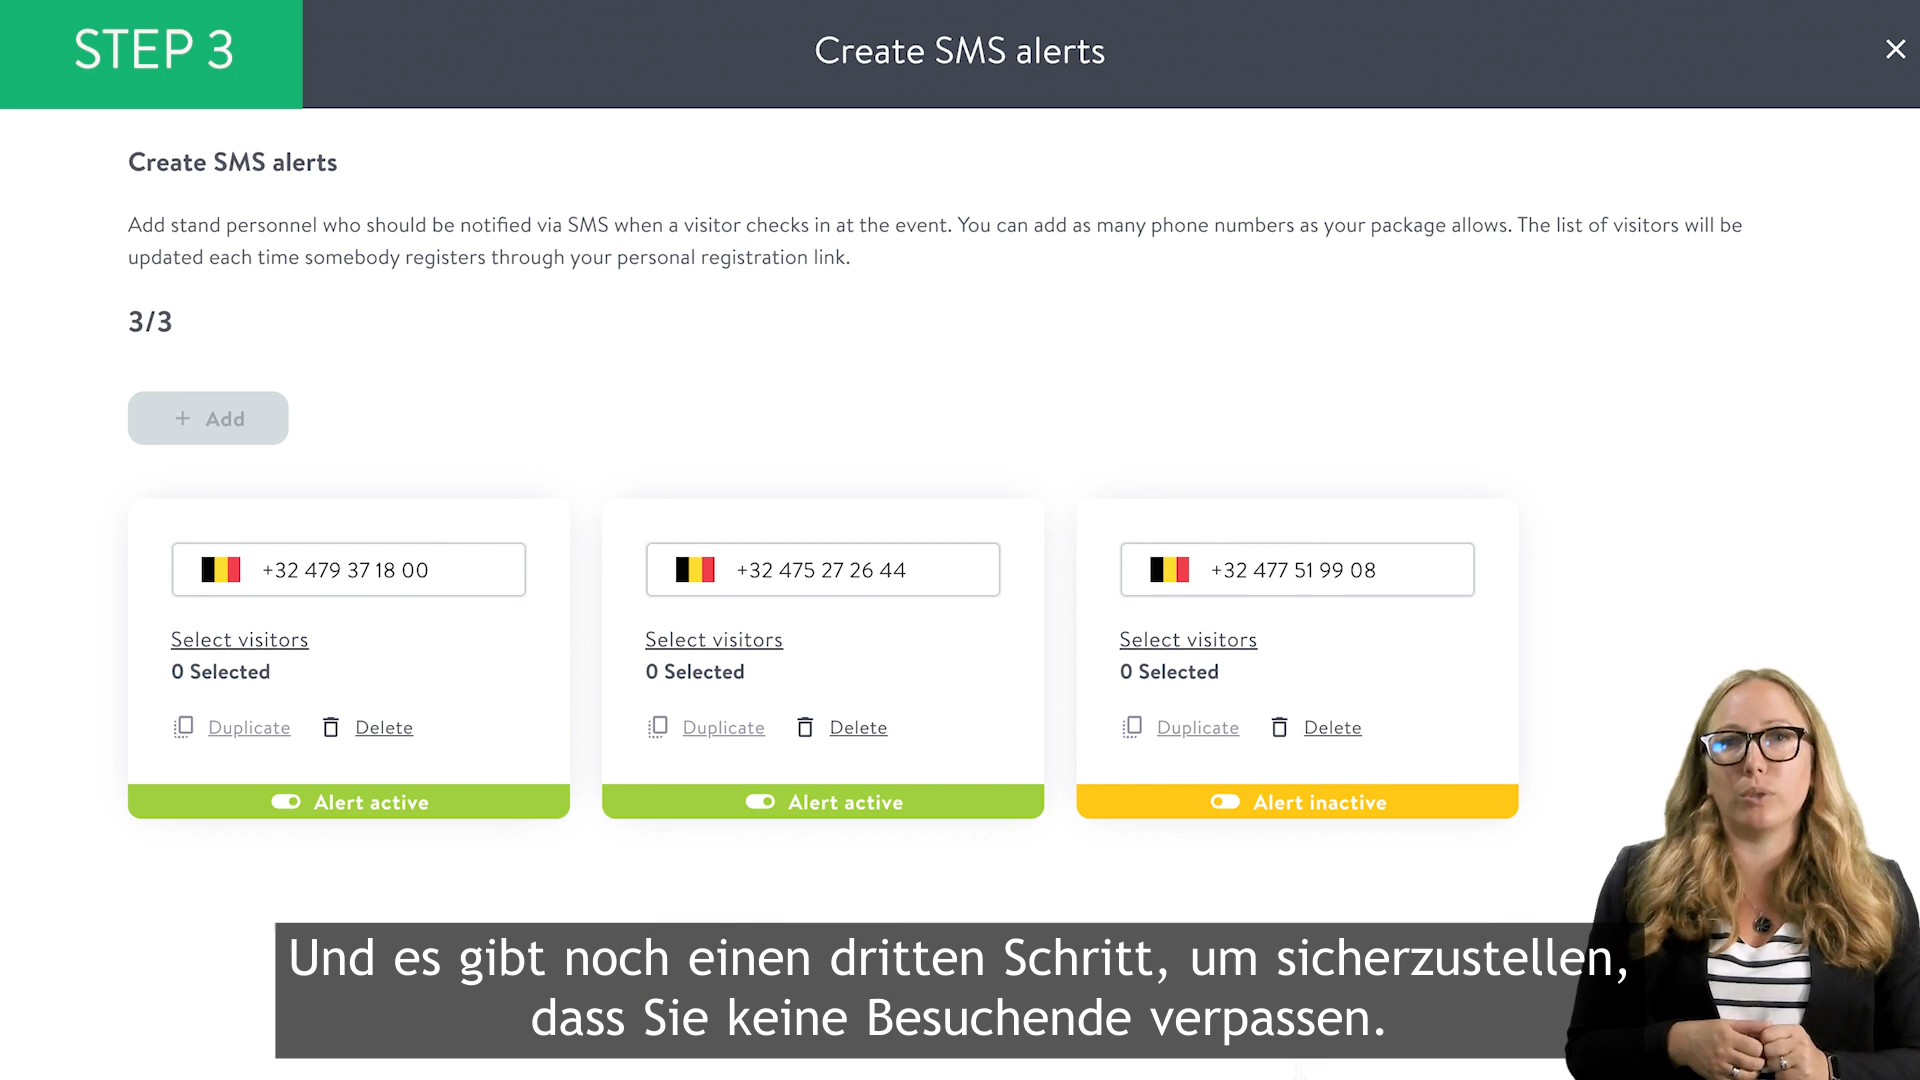 STEP 3
Create SMS alerts
Create SMS alerts
Add stand personnel who should be notified via SMS when a visitor checks in at the event. You can add as many phone numbers as your package allows. The list of visitors will be
updated each time somebody registers through your personal registration link.
3/3
+ Add
+32 479 37 18 00
+32 475 27 26 44
+32 477 51 99 08
Select visitors
Select visitors
Select visitors
0 Selected
0 Selected
0 Selected
Duplicate Delete
Duplicate Delete
Duplicate Delete
Alert active
Alert active
Alert inactive
Und es gibt noch einen dritten Schritt, um sicherzustellen,
dass Sie keine Besuchende verpassen.